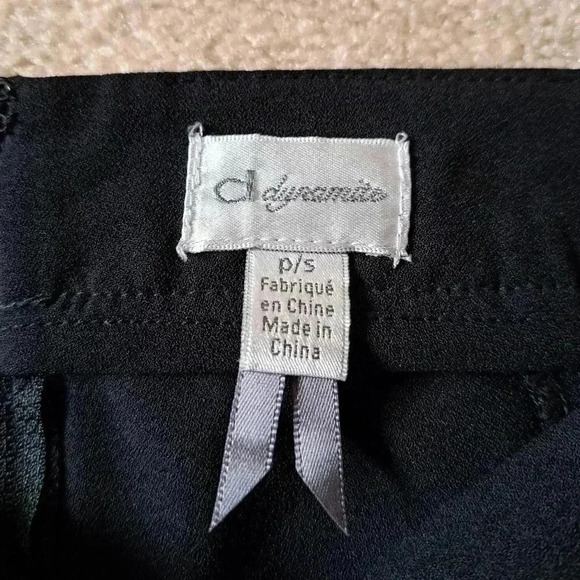 d dynamite
p/s
Fabriqué
en Chine
Made in
China